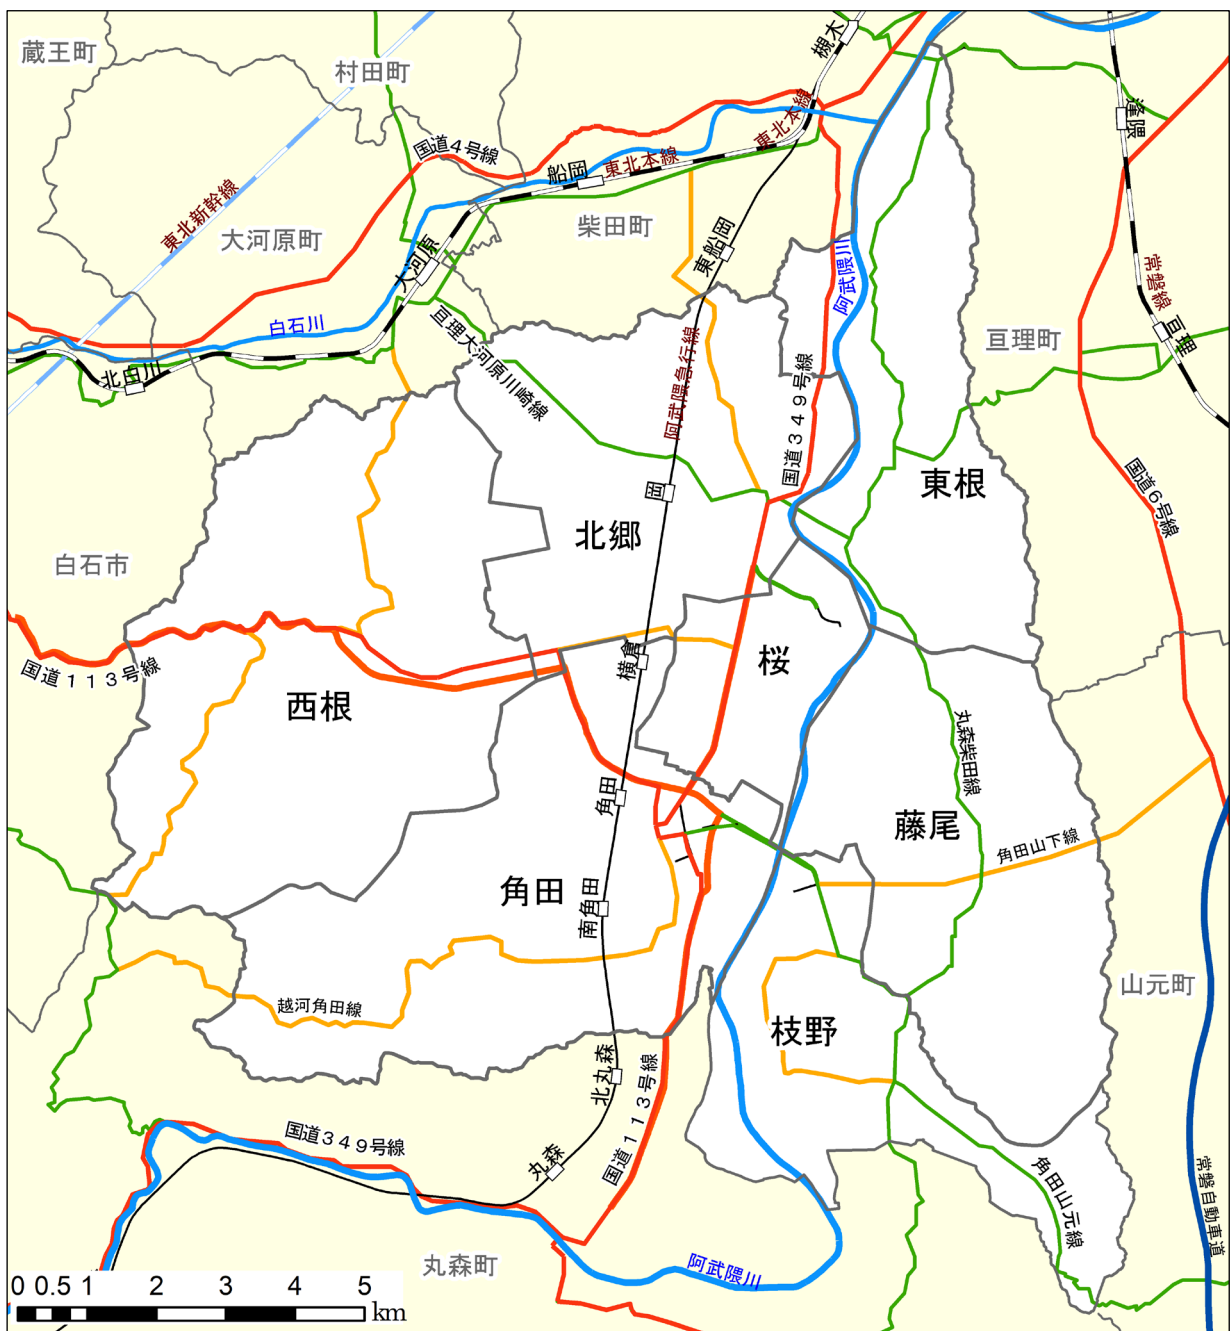 蔵王町
村田町
槻木
逢隈
国道4号線
船岡
東北本線
東北本線
東北新幹線
大河原町
柴田町
東船岡
大河原
阿武隈川
常磐線
亘理
亘理町
白石川
亘理大河原川崎線
北白川
阿武隈急行線
国道349号線
国道6号線
岡
東根
北郷
白石市
横倉
桜
国道113号線
西根
丸森柴田線
角田
藤尾
角田山下線
角田
南角田
山元町
越河角田線
枝野
北丸森
国道113号線
国道349号線
丸森
角田山元線
常磐自動車道
丸森町
阿武隈川
0 0.5 1 2 3 4 5
km